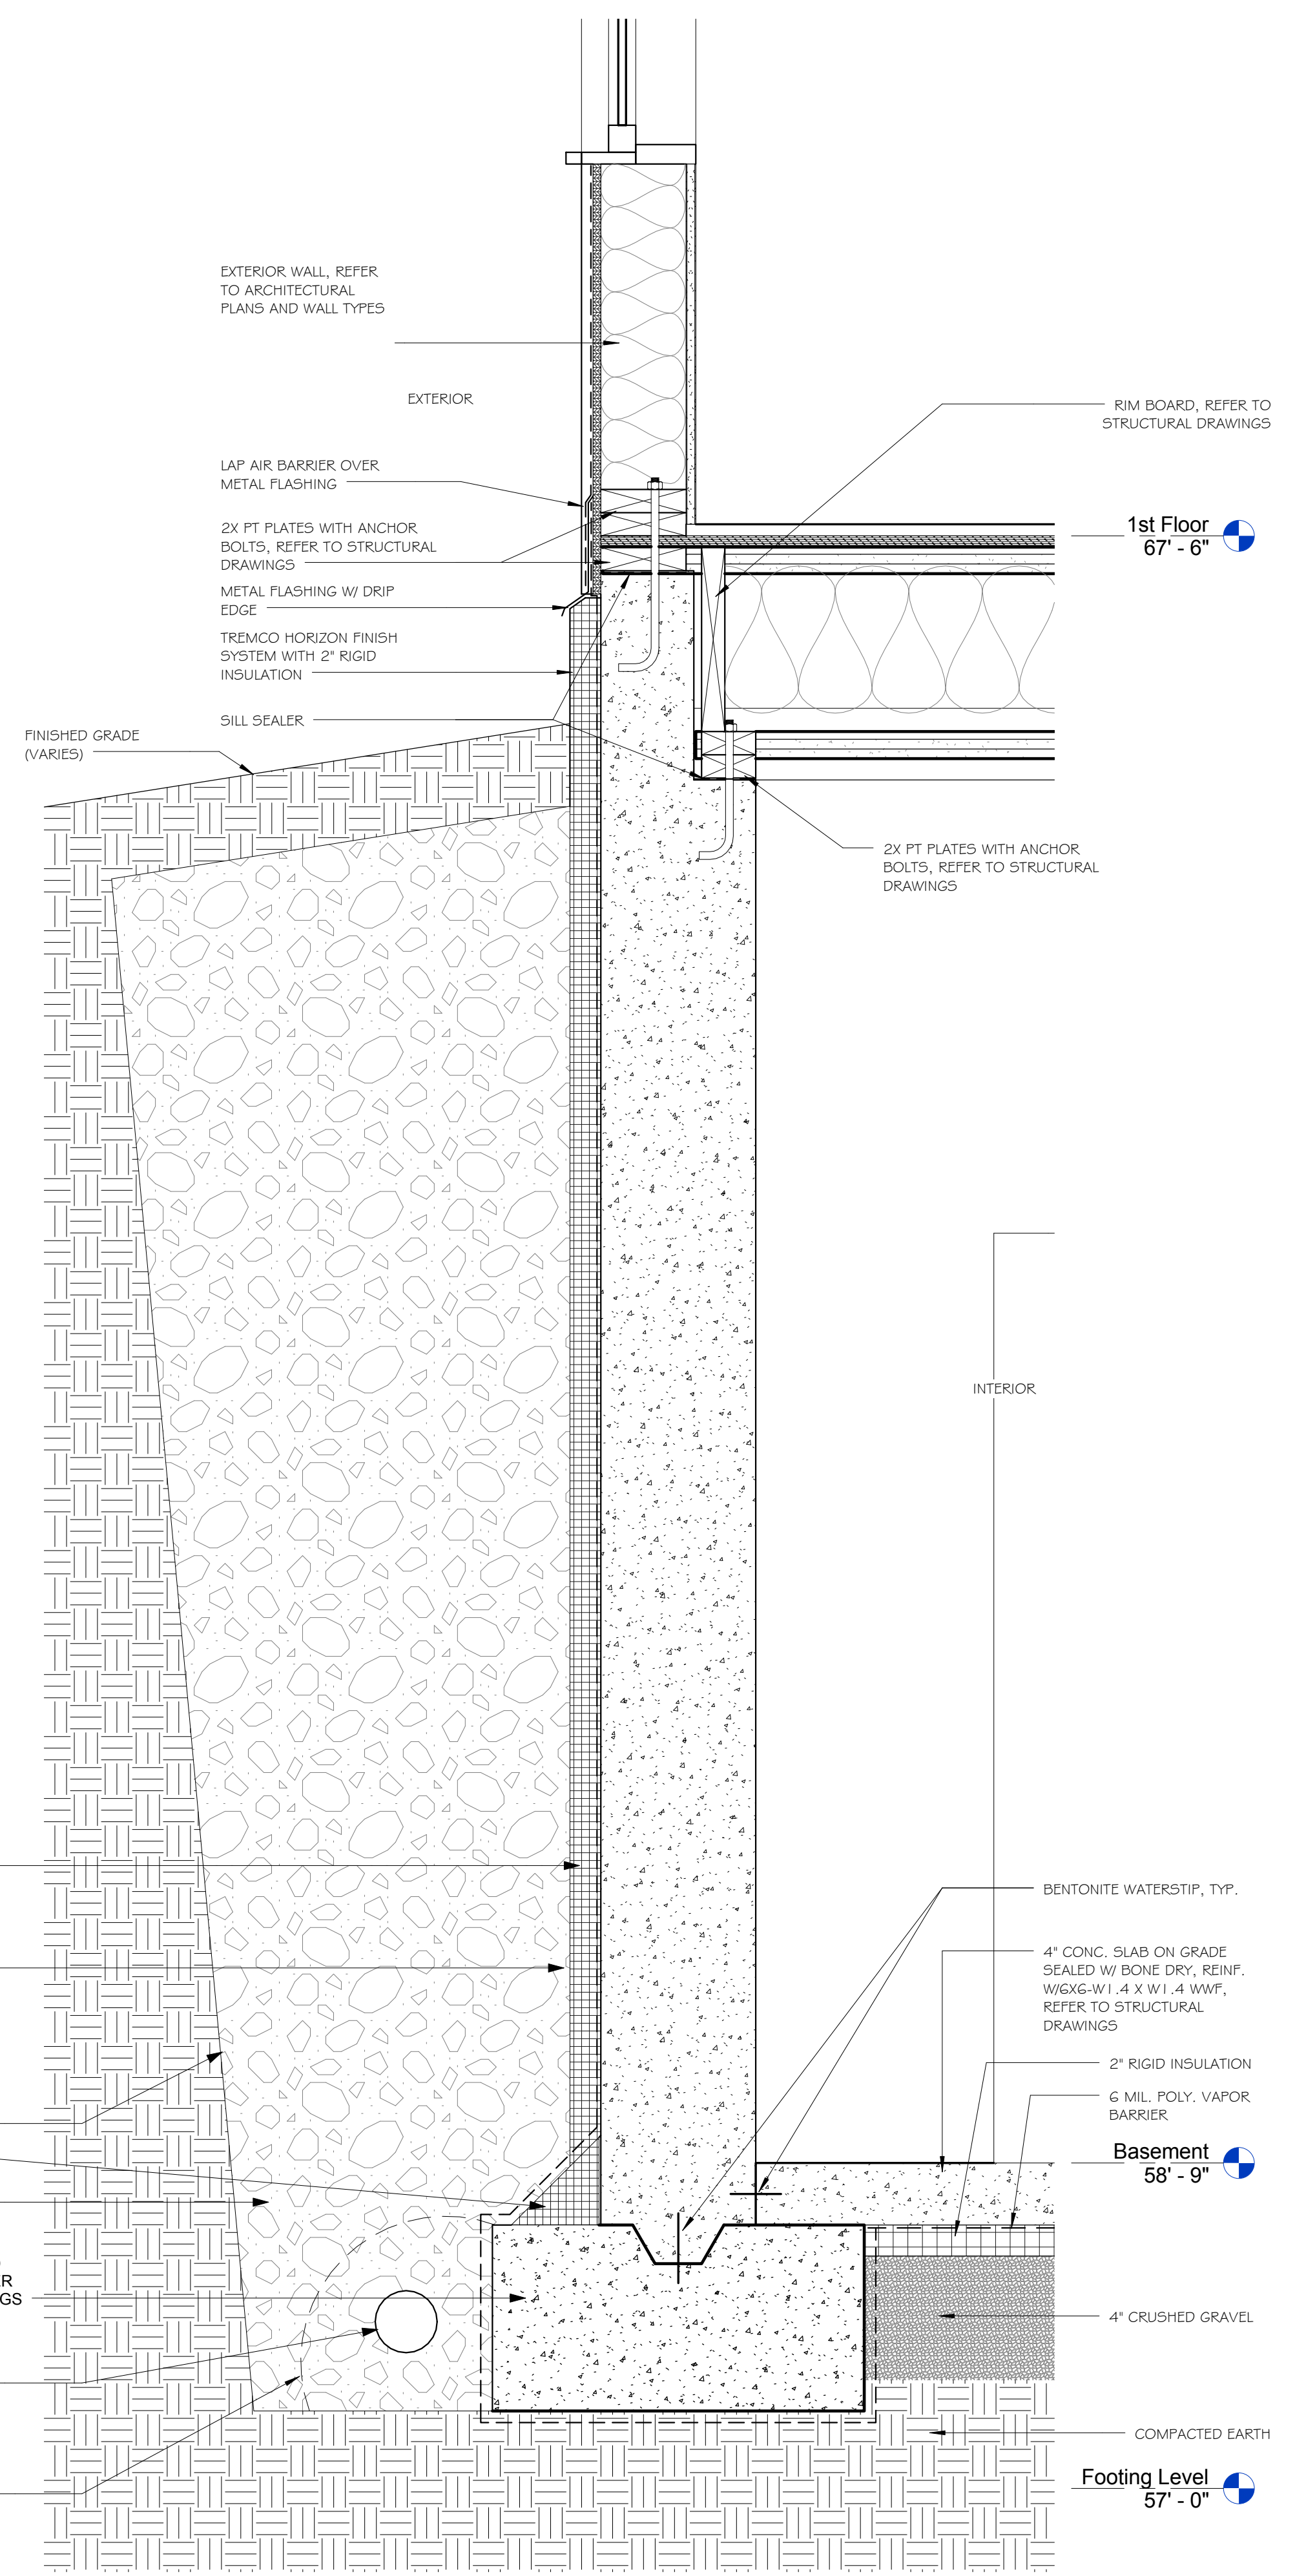 EXTERIOR WALL, REFER
TO ARCHITECTURAL
PLANS AND WALL TYPES
EXTERIOR
RIM BOARD, REFER TO
STRUCTURAL DRAWINGS
LAP AIR BARRIER OVER
METAL FLASHING
2X PT PLATES WITH ANCHOR
BOLTS, REFER TO STRUCTURAL
DRAWINGS
1st Floor
67' - 6"
METAL FLASHING W/ DRIP
EDGE
TREMCO HORIZON FINISH
SYSTEM WITH 2" RIGID
INSULATION
SILL SEALER
FINISHED GRADE
(VARIES)
2X PT PLATES WITH ANCHOR
BOLTS, REFER TO STRUCTURAL
DRAWINGS
INTERIOR
BENTONITE WATERSTIP, TYP.
4" CONC. SLAB ON GRADE
SEALED W/ BONE DRY, REINF.
W/6X6-W1.4 X W1.4 WWF,
REFER TO STRUCTURAL
DRAWINGS
2" RIGID INSULATION
6 MIL. POLY. VAPOR
BARRIER
Basement
58' - 9"
4" CRUSHED GRAVEL
COMPACTED EARTH
Footing Level
57' - 0"